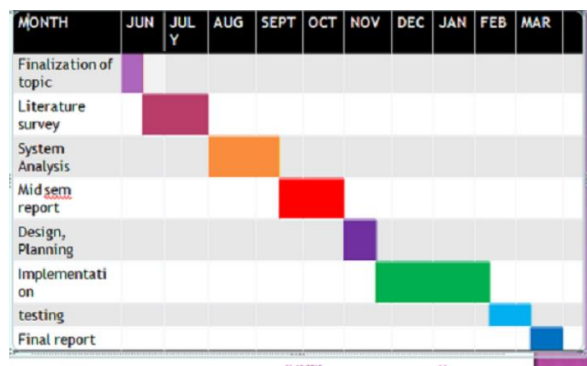 MONTH JUN JUL AUG SEPT OCT NOV DEC JAN FEB MAR
Y
Finalization of
topic
Literature
survey
System
Analysis
Mid sem
report
Design,
Planning
Implementati
on
testing
Final report